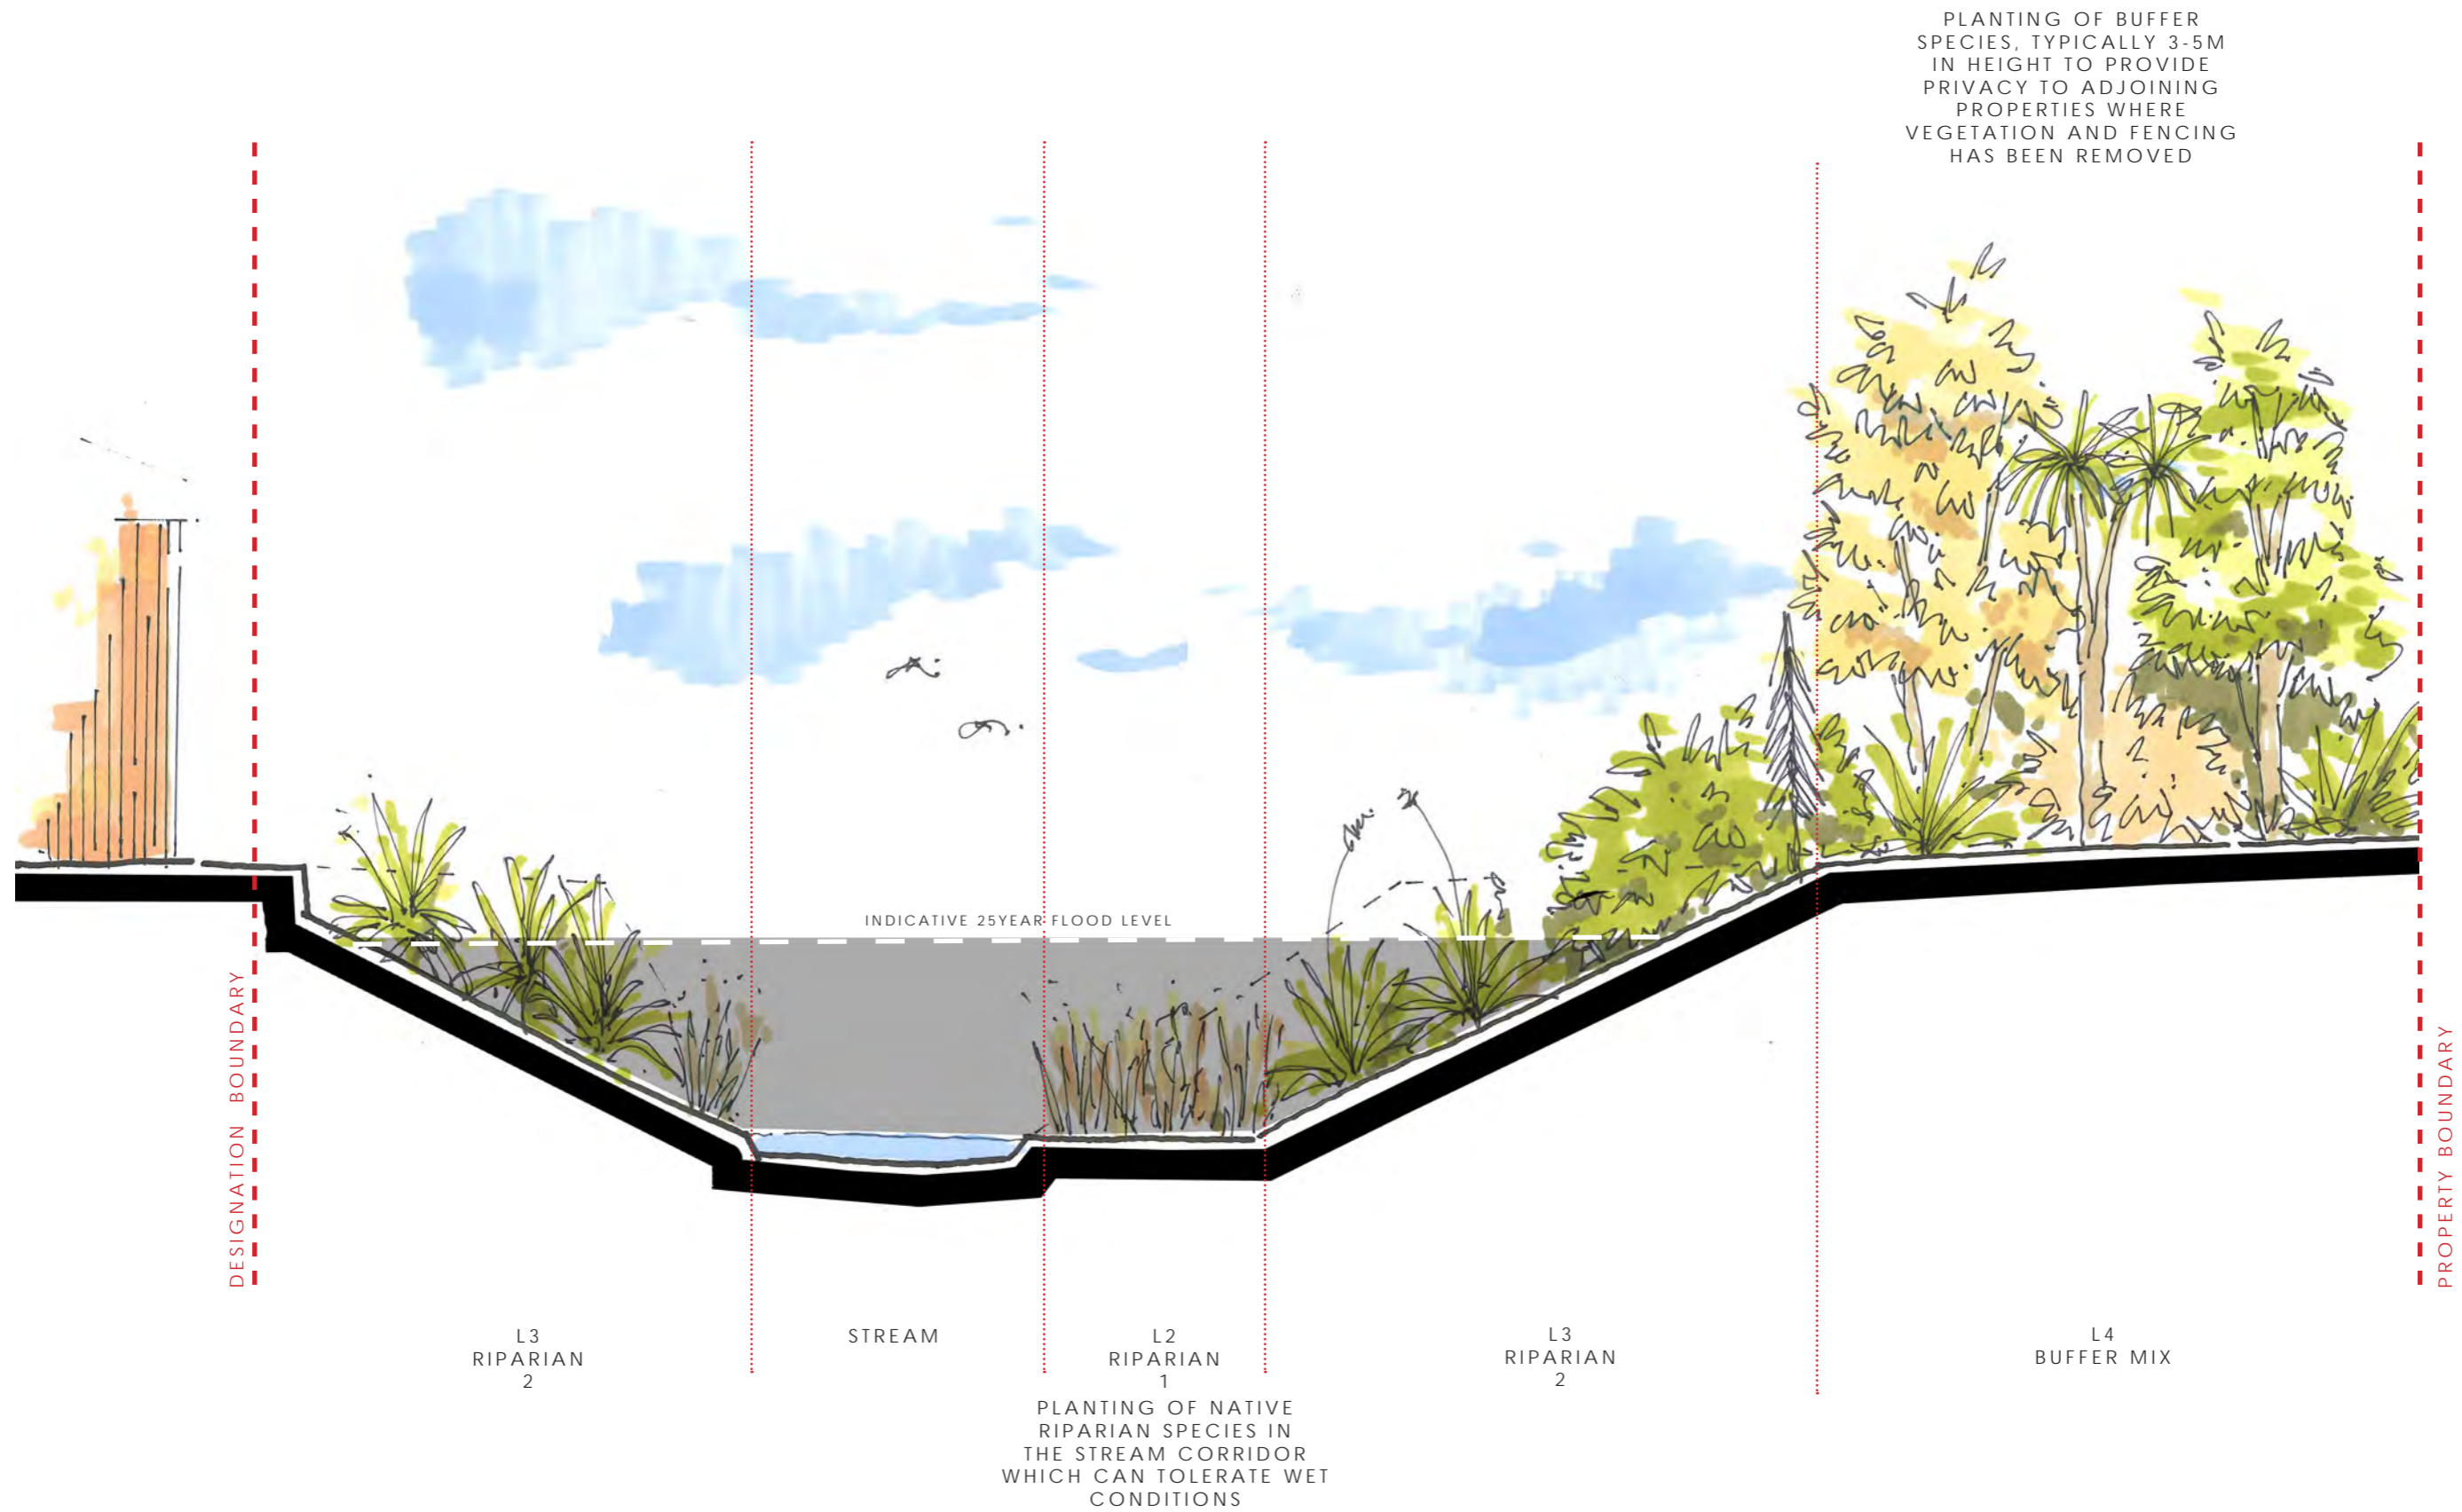 PLANTING OF BUFFER
SPECIES, TYPICALLY 3-5M
IN HEIGHT TO PROVIDE
PRIVACY TO ADJOINING
PROPERTIES WHERE
VEGETATION AND FENCING
HAS BEEN REMOVED
INDICATIVE 25YEAR FLOOD LEVEL
DESIGNATION BOUNDARY
PROPERTY BOUNDARY
L3
RIPARIAN
2
STREAM
L2
RIPARIAN
1
PLANTING OF NATIVE
RIPARIAN SPECIES IN
THE STREAM CORRIDOR
WHICH CAN TOLERATE WET
CONDITIONS
L3
RIPARIAN
2
L4
BUFFER MIX